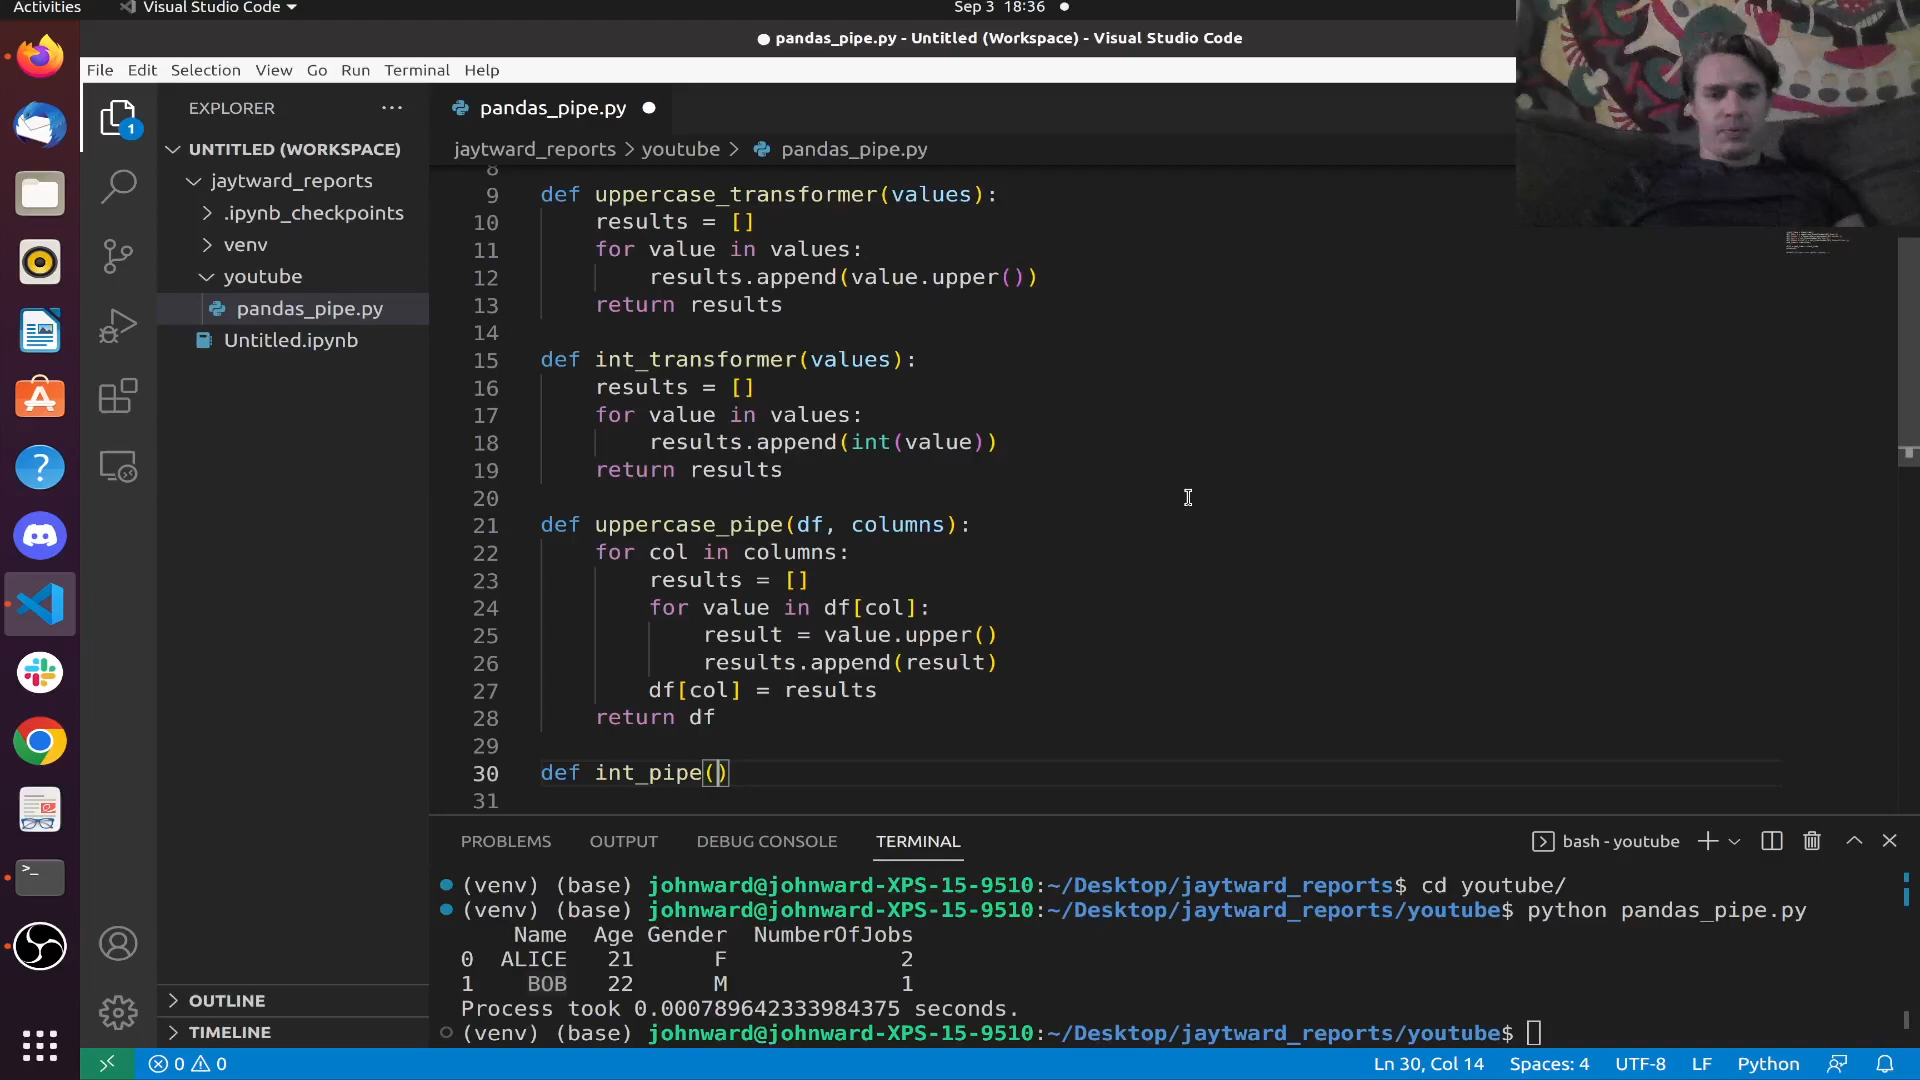 Activities
Visual Studio Code
Sep 3 18:36
pandas_pipe.py - Untitled (Workspace) - Visual Studio Code
File Edit Selection View Go Run Terminal Help
EXPLORER
1
UNTITLED (WORKSPACE)
jaytward_reports
.ipynb_checkpoints
venv
youtube
pandas_pipe.py
Untitled.ipynb
OUTLINE
TIMELINE
pandas_pipe.py
jaytward_reports > youtube > pandas_pipe.py
8
9 def uppercase_transformer(values):
10 results = []
11 for value in values:
12 results.append(value.upper())
13 return results
14
15 def int_transformer(values):
16 results = []
17 for value in values:
18 results.append(int(value))
19 return results
20
21 def uppercase_pipe(df, columns):
22 for col in columns:
23 results = []
24 for value in df[col]:
25 result = value.upper()
26 results.append(result)
27 df[col] = results
28 return df
29
30 def int_pipe()
31
PROBLEMS OUTPUT DEBUG CONSOLE TERMINAL
bash - youtube
(venv) (base) johnward@johnward-XPS-15-9510:~/Desktop/jaytward_reports$ cd youtube/
(venv) (base) johnward@johnward-XPS-15-9510:~/Desktop/jaytward_reports/youtube$ python pandas_pipe.py
Name Age Gender NumberOfJobs
0 ALICE 21 F 2
1 BOB 22 M 1
Process took 0.000789642333984375 seconds.
(venv) (base) johnward@johnward-XPS-15-9510:~/Desktop/jaytward_reports/youtube$
0 0
Ln 30, Col 14 Spaces: 4 UTF-8 LF Python